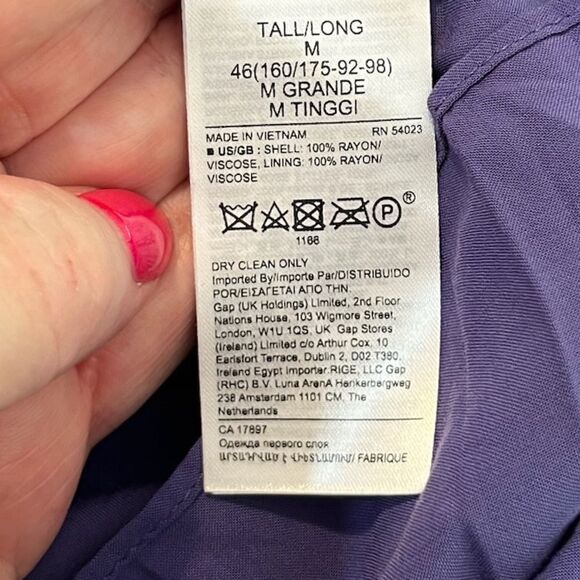 TALL/LONG
M
46(160/175-92-98)
M GRANDE
M TINGGI
MADE IN VIETNAM RN 54023
■ US/GB : SHELL: 100% RAYON/
VISCOSE, LINING: 100% RAYON/
VISCOSE
P ®
1166
DRY CLEAN ONLY
Imported By/Importe Par/DISTRIBUIDO
POR/ΕΙΣΑΓΕΤΑΙ ΑΠΟ ΤΗΝ.
Gap (UK Holdings) Limited, 2nd Floor
Nations House, 103 Wigmore Street,
London, W1U 1QS, UK Gap Stores
(Ireland) Limited c/o Arthur Cox, 10
Earlsfort Terrace, Dublin 2, D02 T380,
Ireland Egypt Importer:RIGE, LLC Gap
(RHC) B.V. Luna ArenA Herikerbergweg
238 Amsterdam 1101 CM, The
Netherlands
CA 17897
Одежда первого слоя
ԱՐՏԱԴՐՎԱԾ Է ՎԻԵՏՆԱՄՈՒՄ/ FABRIQUE